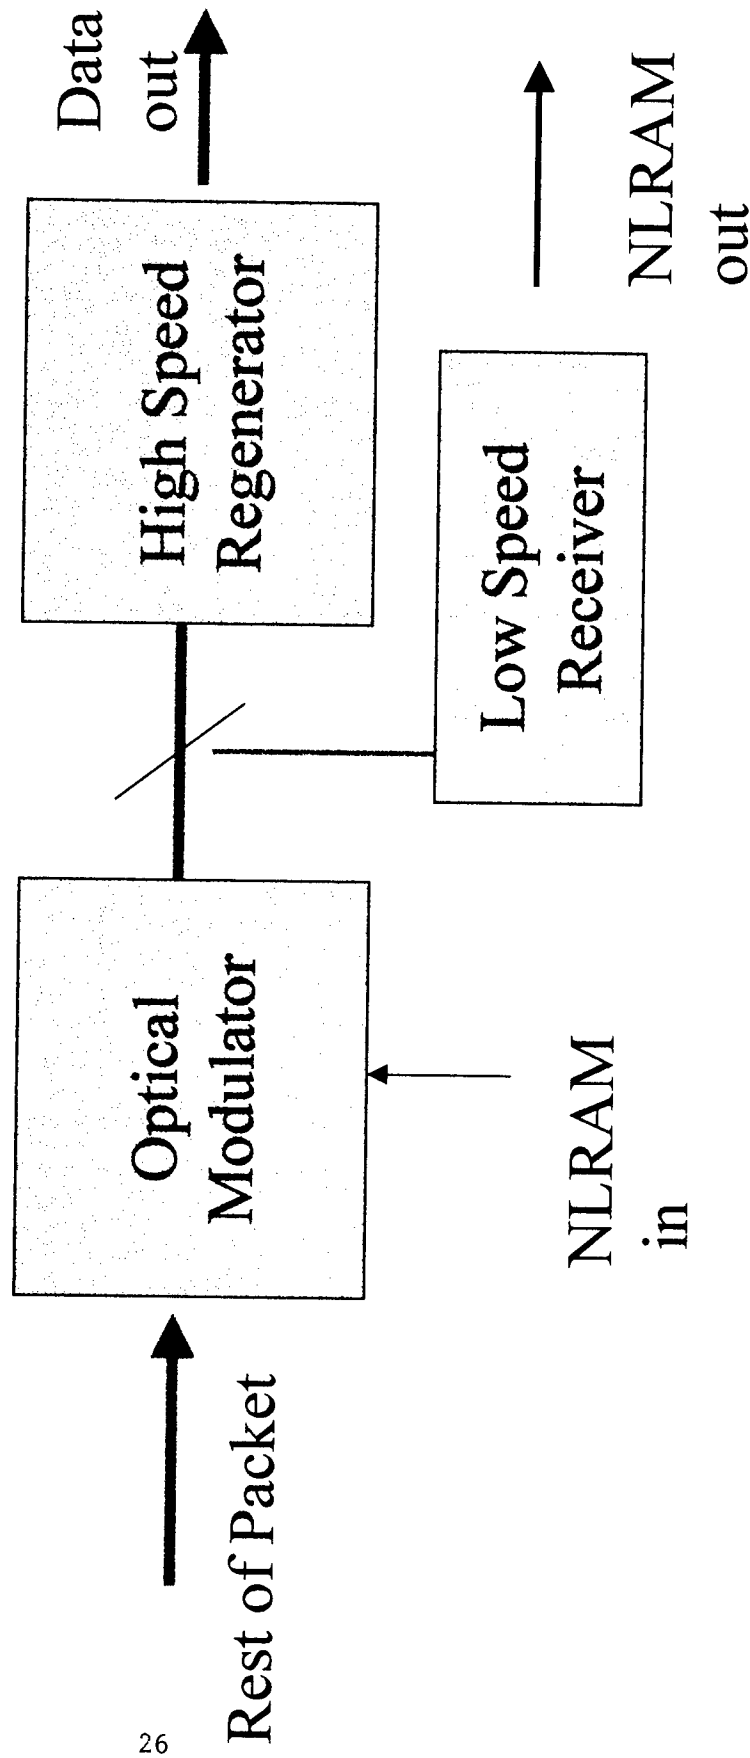 Rest of Packet
Optical
Modulator
NLRAM
in
High Speed
Regenerator
Low Speed
Receiver
Data
out
NLRAM
out
26